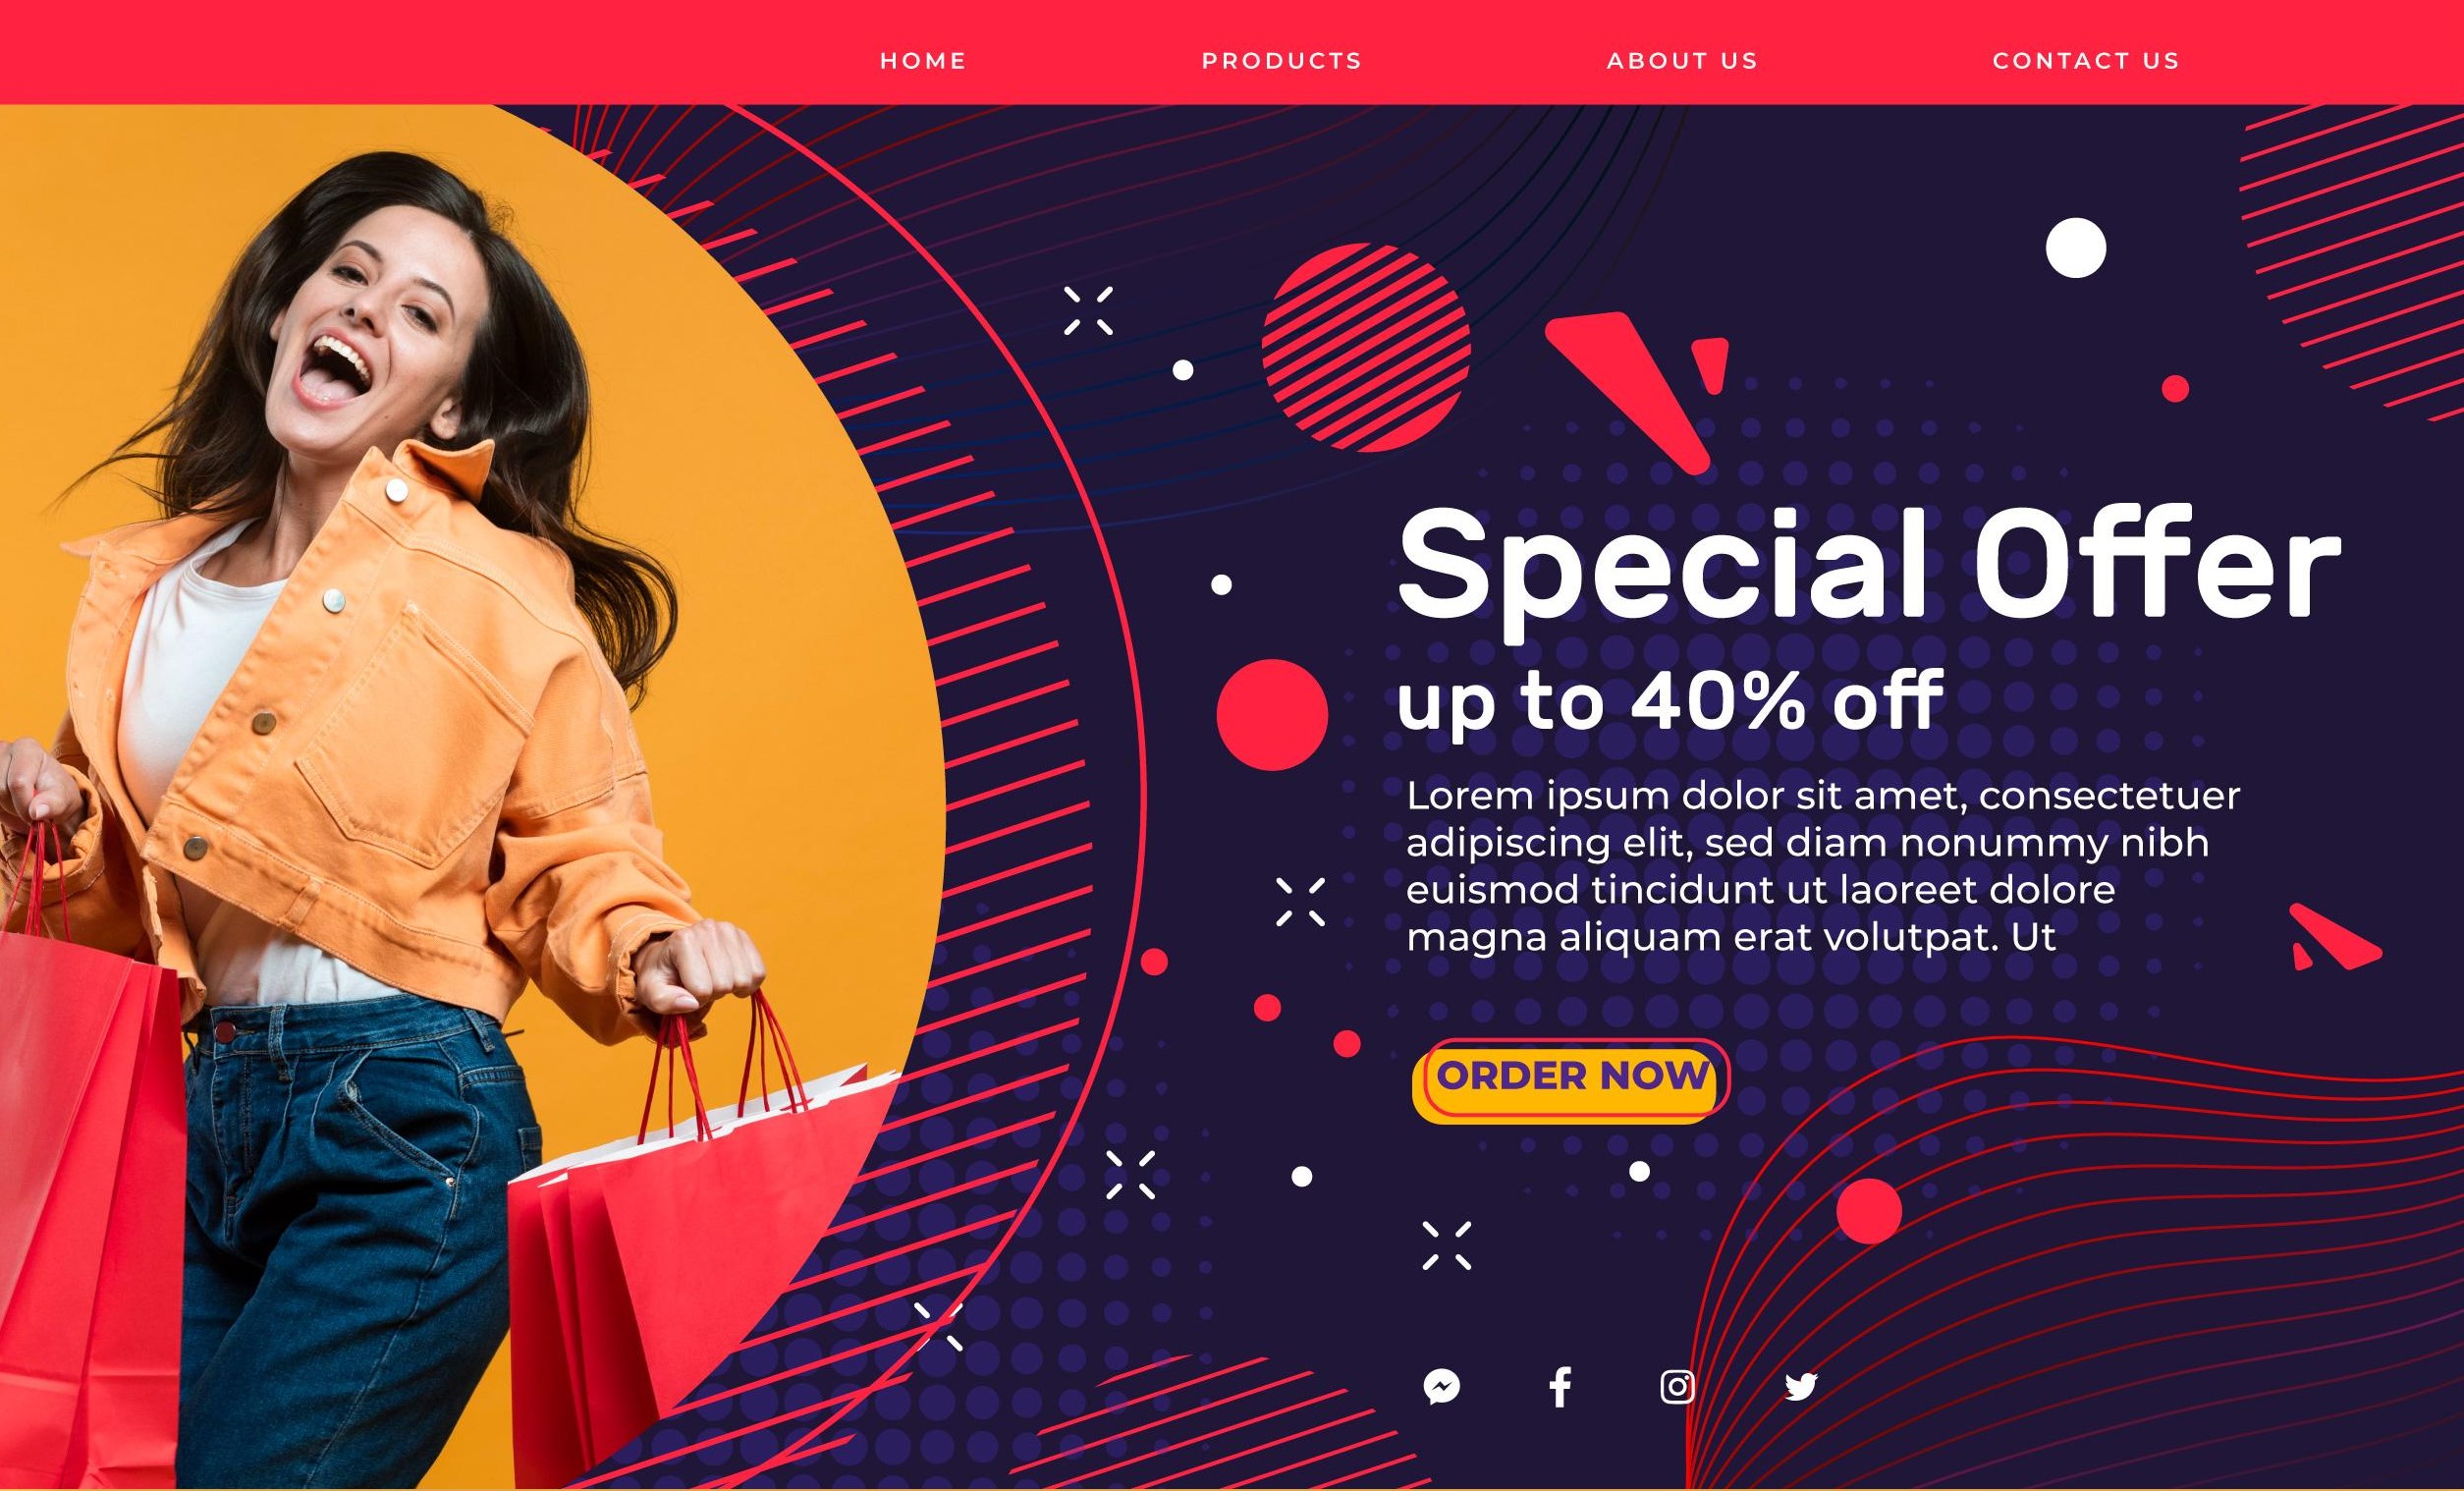 HOME
PRODUCTS
ABOUT US
CONTACT US
Special Offer
up to 40% off
Lorem ipsum dolor sit amet, consectetuer
adipiscing elit, sed diam nonummy nibh
euismod tincidunt ut laoreet dolore
magna aliquam erat volutpat. Ut
ORDER NOW